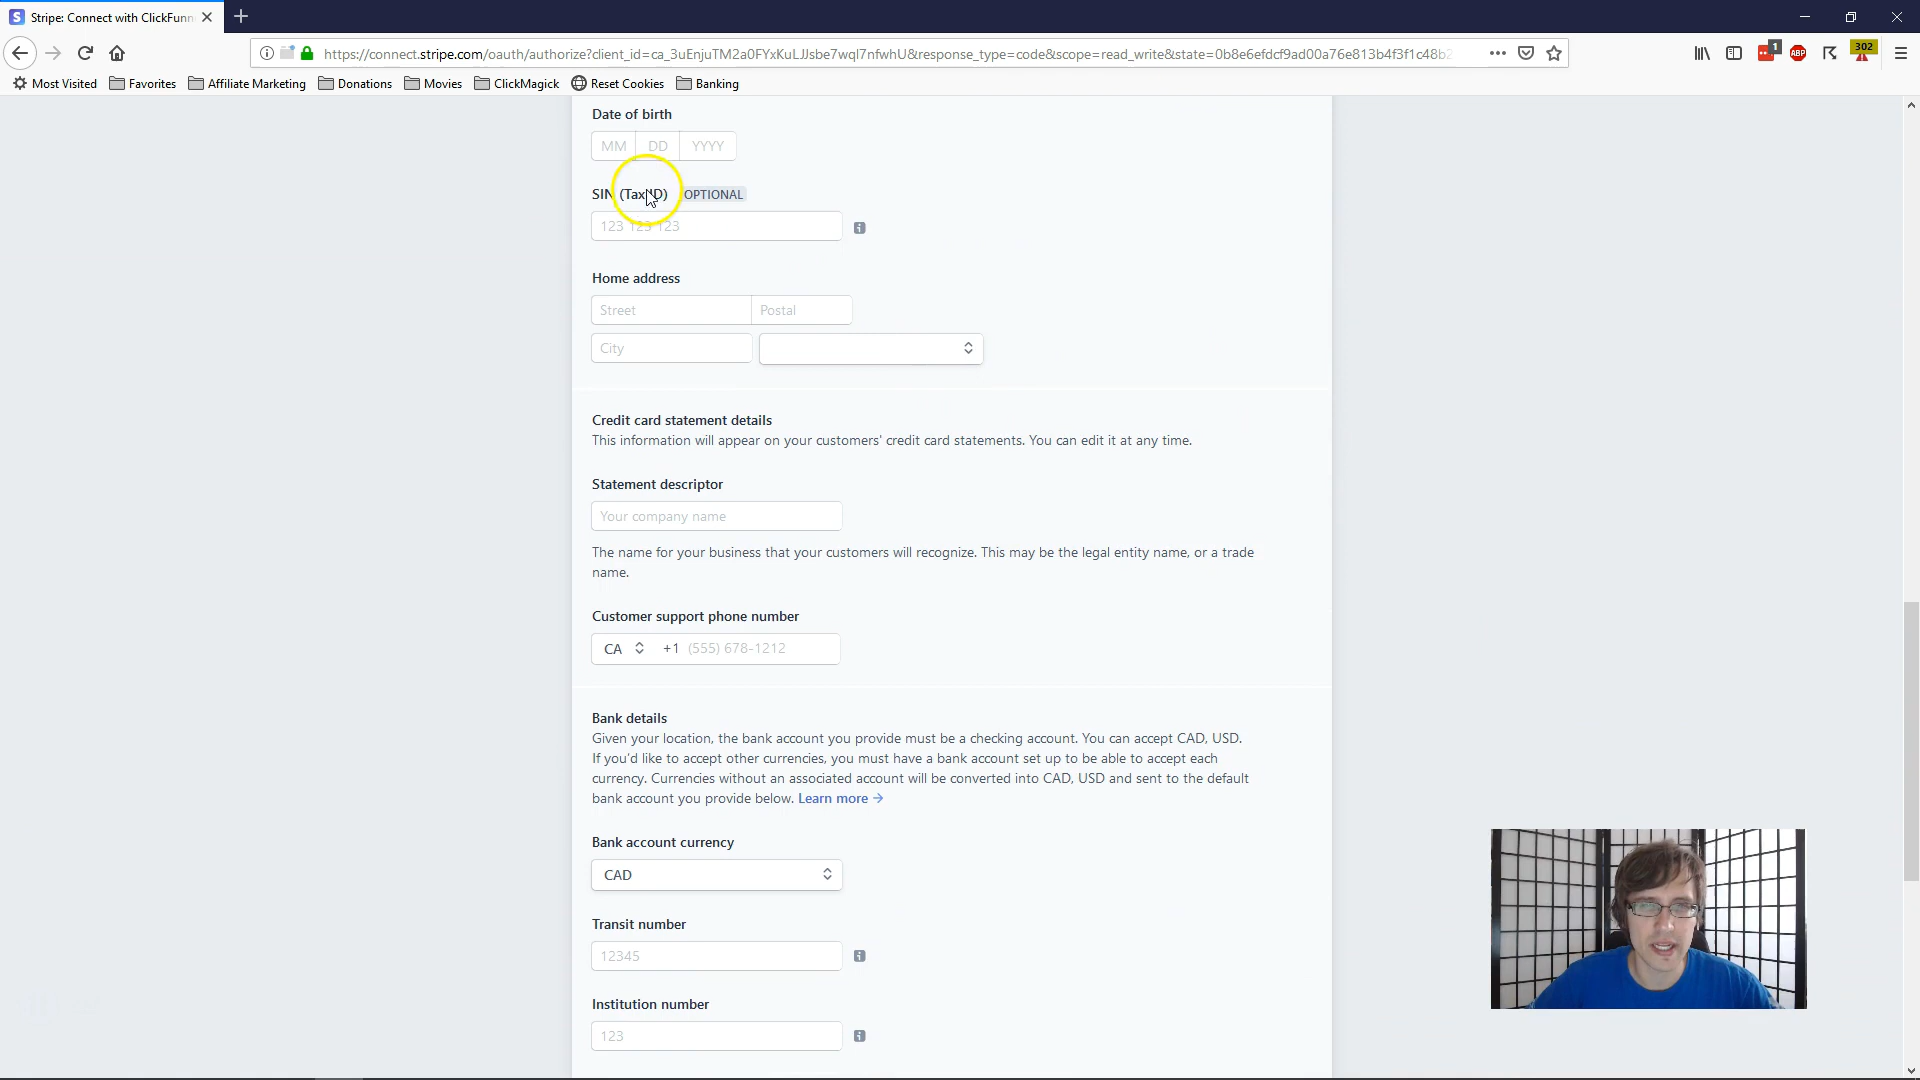 Stripe: Connect with ClickFunn
https://connect.stripe.com/oauth/authorize?client_id=ca_3uEnjuTM2a0FYxKuLJJsbe7wql7nfwhU&response_type=code&scope=read_write&state=0b8e6efdcf9ad00a76e813b4f3f1c48b2
1
ABP
302
Most Visited
Favorites
Affiliate Marketing
Donations
Movies
ClickMagick
Reset Cookies
Banking
Date of birth
MM DD YYYY
SIN (Tax ID) OPTIONAL
123 123 123
Home address
Street Postal
City
Credit card statement details
This information will appear on your customers' credit card statements. You can edit it at any time.
Statement descriptor
Your company name
The name for your business that your customers will recognize. This may be the legal entity name, or a trade
name.
Customer support phone number
CA +1 (555) 678-1212
Bank details
Given your location, the bank account you provide must be a checking account. You can accept CAD, USD.
If you'd like to accept other currencies, you must have a bank account set up to be able to accept each
currency. Currencies without an associated account will be converted into CAD, USD and sent to the default
bank account you provide below. Learn more →
Bank account currency
CAD
Transit number
12345
Institution number
123